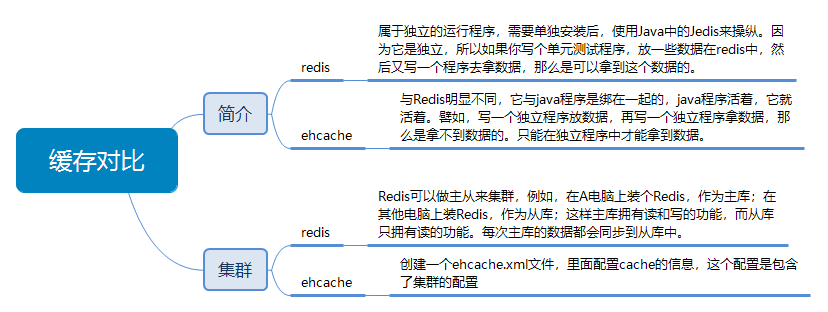 缓存对比
简介
redis
属于独立的运行程序，需要单独安装后，使用Java中的Jedis来操纵。因
为它是独立，所以如果你写个单元测试程序，放一些数据在redis中，然
后又写一个程序去拿数据，那么是可以拿到这个数据的。
ehcache
与Redis明显不同，它与java程序是绑在一起的，java程序活着，它就
活着。譬如，写一个独立程序放数据，再写一个独立程序拿数据，那
么是拿不到数据的。只能在独立程序中才能拿到数据。
集群
redis
Redis可以做主从来集群，例如，在A电脑上装个Redis，作为主库；在
其他电脑上装Redis，作为从库；这样主库拥有读和写的功能，而从库
只拥有读的功能。每次主库的数据都会同步到从库中。
ehcache
创建一个ehcache.xml文件，里面配置cache的信息，这个配置是包含
了集群的配置